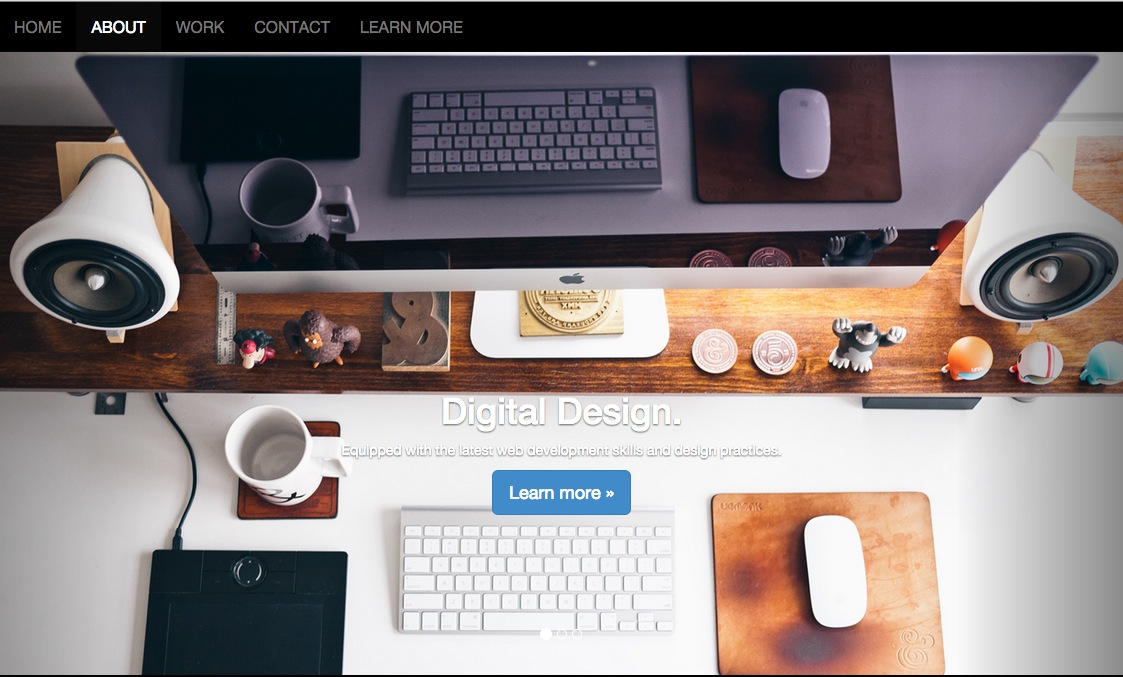 HOME ABOUT WORK CONTACT LEARN MORE
&
&
5
Digital Design.
Equipped with the latest web development skills and design practices.
Learn more »